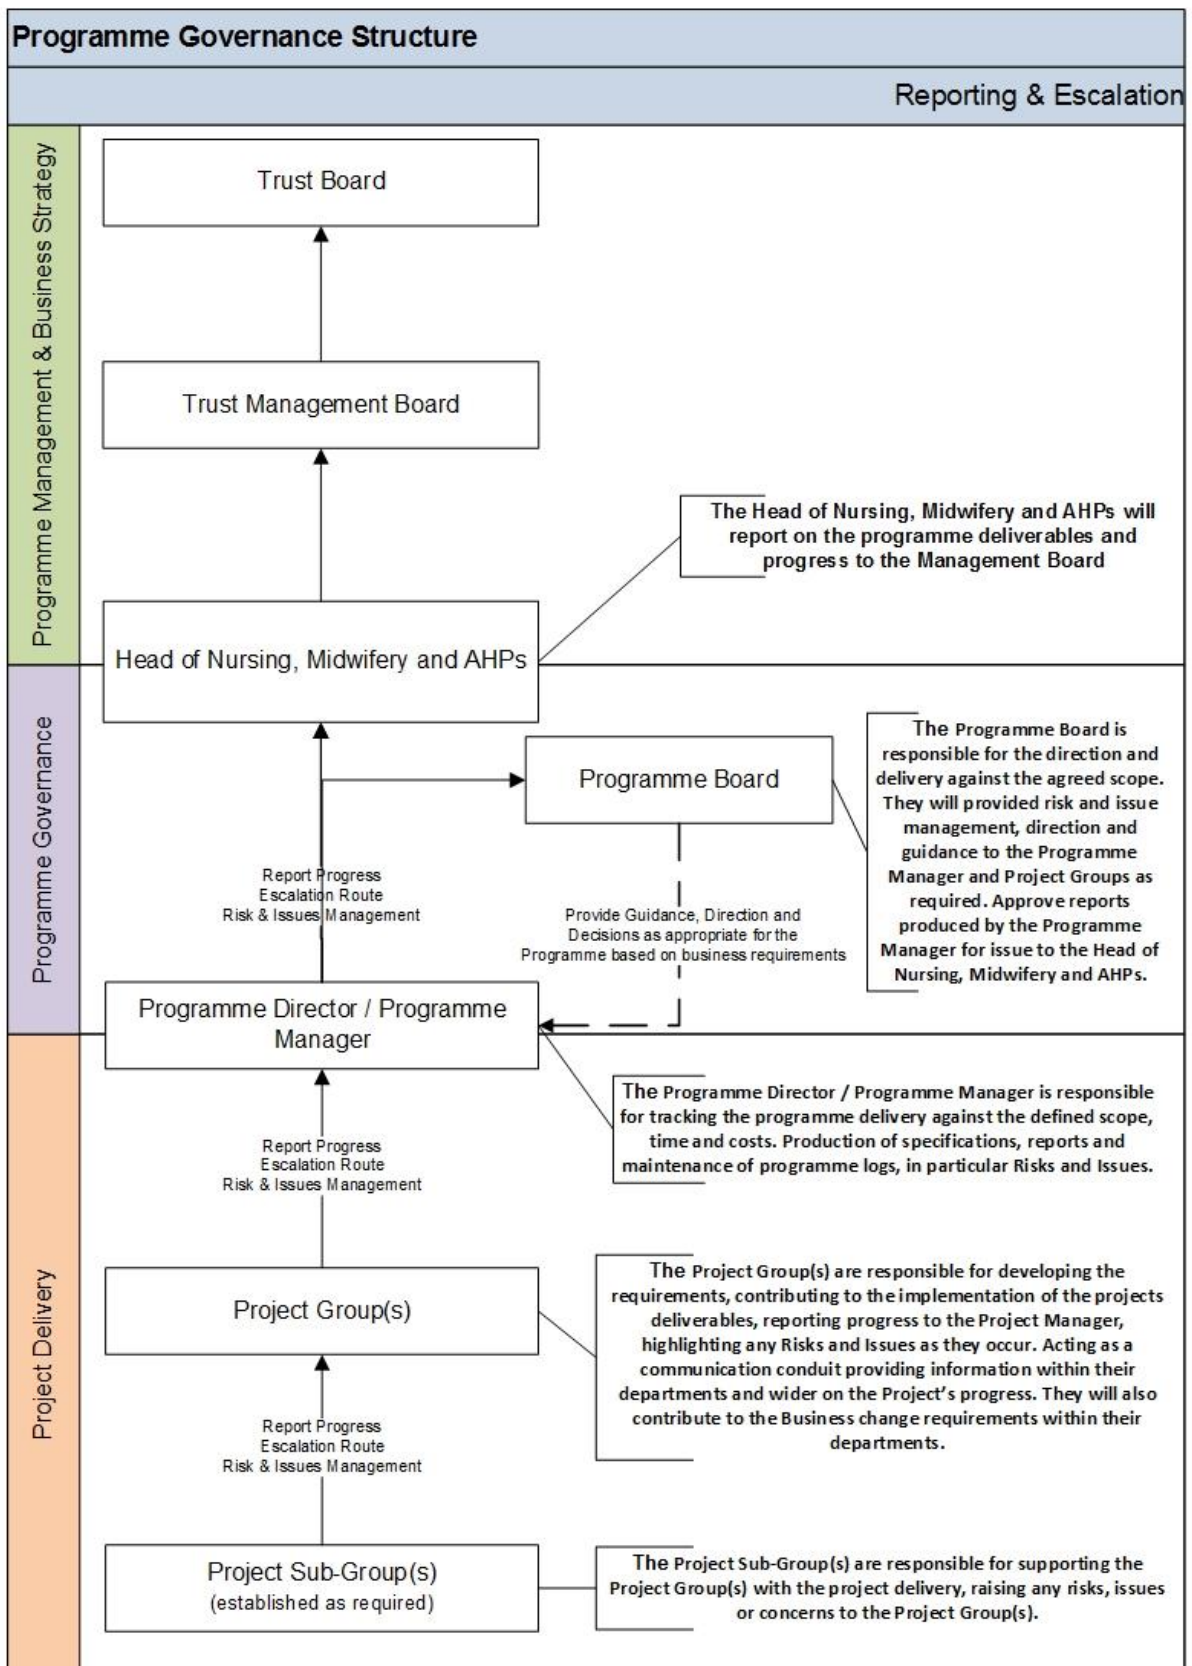 Programme Governance Structure
Reporting & Escalation
Programme Management & Business Strategy
Trust Board
Trust Management Board
The Head of Nursing, Midwifery and AHPs will
report on the programme deliverables and
progress to the Management Board
Head of Nursing, Midwifery and AHPs
Programme Governance
Programme Board
The Programme Board is
responsible for the direction and
delivery against the agreed scope.
They will provided risk and issue
management, direction and
guidance to the Programme
Manager and Project Groups as
required. Approve reports
produced by the Programme
Manager for issue to the Head of
Nursing, Midwifery and AHPs.
Report Progress
Escalation Route
Risk & Issues Management
Provide Guidance, Direction and
Decisions as appropriate for the
Programme based on business requirements
Programme Director / Programme
Manager
The Programme Director / Programme Manager is responsible
for tracking the programme delivery against the defined scope,
time and costs. Production of specifications, reports and
maintenance of programme logs, in particular Risks and Issues.
Project Delivery
Report Progress
Escalation Route
Risk & Issues Management
Project Group(s)
The Project Group(s) are responsible for developing the
requirements, contributing to the implementation of the projects
deliverables, reporting progress to the Project Manager,
highlighting any Risks and Issues as they occur. Acting as a
communication conduit providing information within their
departments and wider on the Project’s progress. They will also
contribute to the Business change requirements within their
departments.
Report Progress
Escalation Route
Risk & Issues Management
Project Sub-Group(s)
(established as required)
The Project Sub-Group(s) are responsible for supporting the
Project Group(s) with the project delivery, raising any risks, issues
or concerns to the Project Group(s).